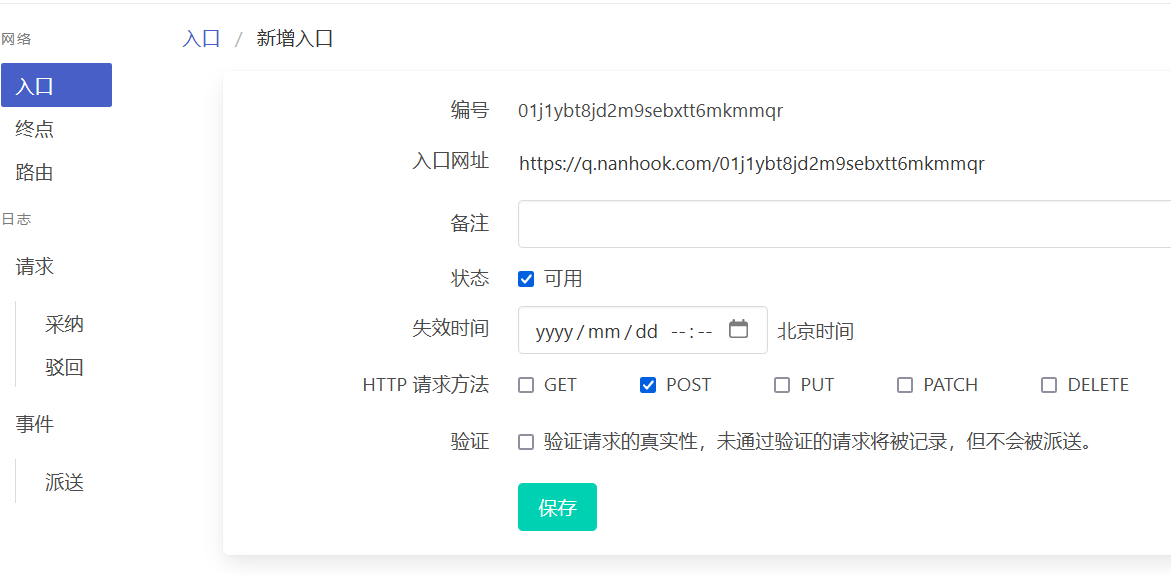 网络
入口
终点
路由
日志
请求
采纳
驳回
事件
派送
入口 / 新增入口
编号 01j1ybt8jd2m9sebxtt6mkmmqr
入口网址 https://q.nanhook.com/01j1ybt8jd2m9sebxtt6mkmmqr
备注
状态 可用
失效时间 yyyy/mm/dd --:-- 北京时间
HTTP 请求方法 GET POST PUT PATCH DELETE
验证 验证请求的真实性，未通过验证的请求将被记录，但不会被派送。
保存